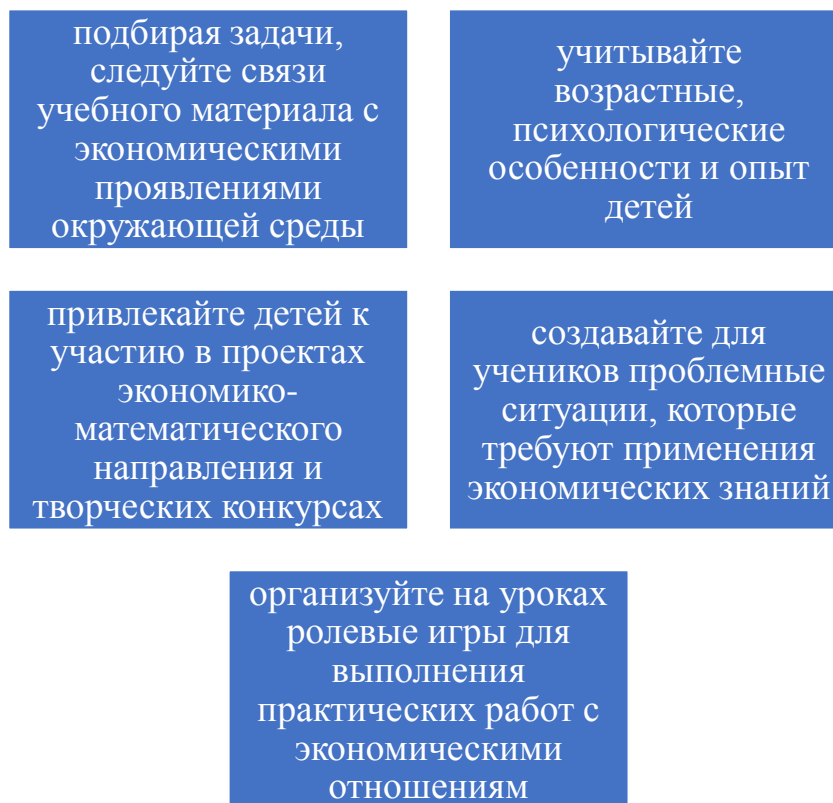 подбирая задачи,
следуйте связи
учебного материала с
экономическими
проявлениями
окружающей среды
учитывайте
возрастные,
психологические
особенности и опыт
детей
привлекайте детей к
участию в проектах
экономико-
математического
направления и
творческих конкурсах
создавайте для
учеников проблемные
ситуации, которые
требуют применения
экономических знаний
организуйте на уроках
ролевые игры для
выполнения
практических работ с
экономическими
отношениям